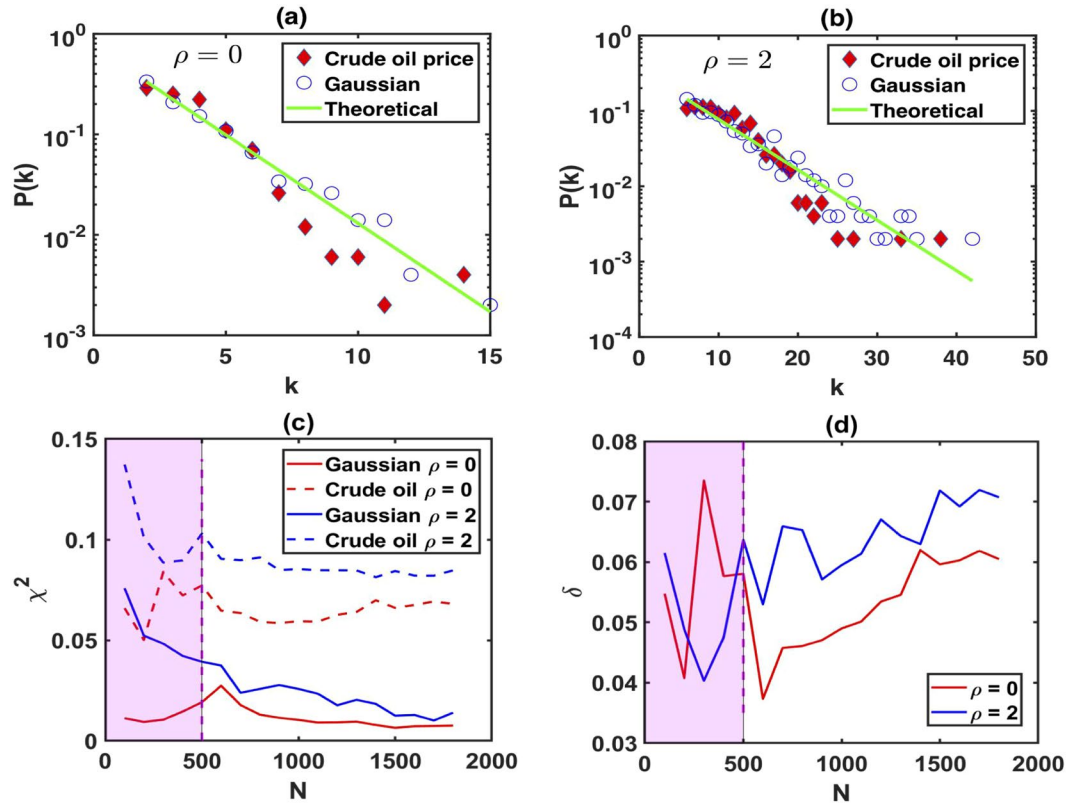 (a)
10^0
10^-1
10^-2
10^-3
P(k)
ρ = 0
Crude oil price
Gaussian
Theoretical
0 5 10 15
k
(b)
10^0
10^-1
10^-2
10^-3
10^-4
P(k)
ρ = 2
Crude oil price
Gaussian
Theoretical
0 10 20 30 40 50
k
(c)
0.15
0.1
0.05
0
χ^2
Gaussian ρ = 0
Crude oil ρ = 0
Gaussian ρ = 2
Crude oil ρ = 2
0 500 1000 1500 2000
N
(d)
0.08
0.07
0.06
0.05
0.04
0.03
δ
ρ = 0
ρ = 2
0 500 1000 1500 2000
N